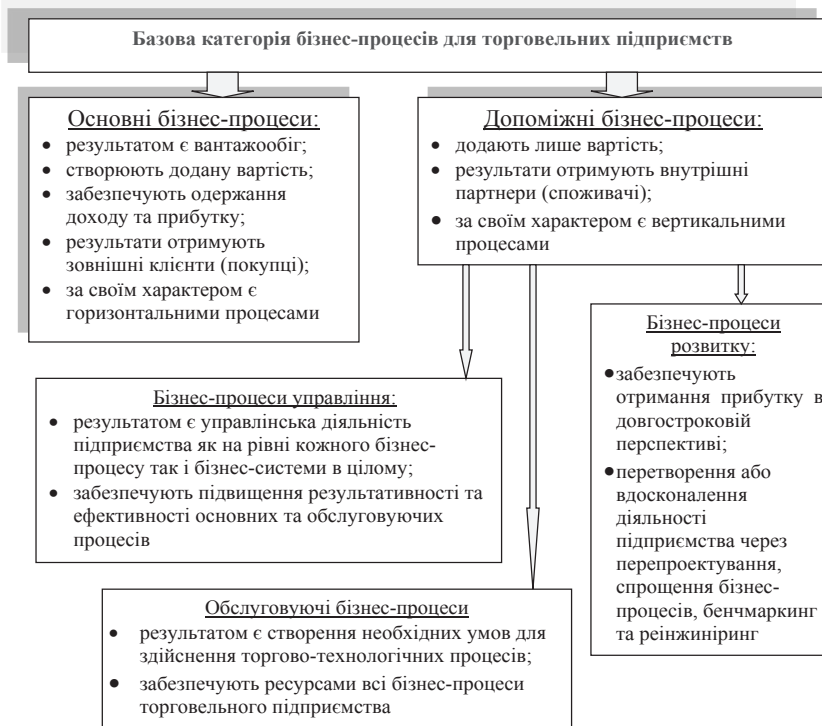 Базова категорія бізнес-процесів для торговельних підприємств
Основні бізнес-процеси:
• результатом є вантажообіг;
• створюють додану вартість;
• забезпечують одержання
доходу та прибутку;
• результати отримують
зовнішні клієнти (покупці);
• за своїм характером є
горизонтальними процесами
Допоміжні бізнес-процеси:
• додають лише вартість;
• результати отримують внутрішні
партнери (споживачі);
• за своїм характером є вертикальними
процесами
Бізнес-процеси управління:
• результатом є управлінська діяльність
підприємства як на рівні кожного бізнес-
процесу так і бізнес-системи в цілому;
• забезпечують підвищення результативності та
ефективності основних та обслуговуючих
процесів
Бізнес-процеси
розвитку:
• забезпечують
отримання прибутку в
довгостроковій
перспективі;
• перетворення або
вдосконалення
діяльності
підприємства через
перепроектування,
спрощення бізнес-
процесів, бенчмаркинг
та реінжиніринг
Обслуговуючі бізнес-процеси
• результатом є створення необхідних умов для
здійснення торгово-технологічних процесів;
• забезпечують ресурсами всі бізнес-процеси
торговельного підприємства